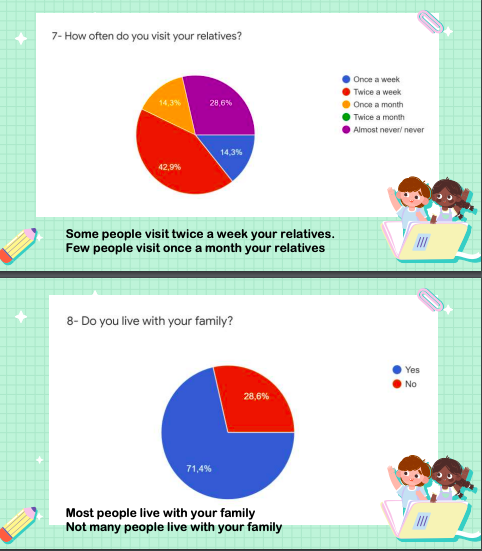 7- How often do you visit your relatives?
Once a week
Twice a week
Once a month
Twice a month
Almost never/ never
14,3%
28,6%
14,3%
42,9%
Some people visit twice a week your relatives.
Few people visit once a month your relatives
8- Do you live with your family?
Yes
No
28,6%
71,4%
Most people live with your family
Not many people live with your family